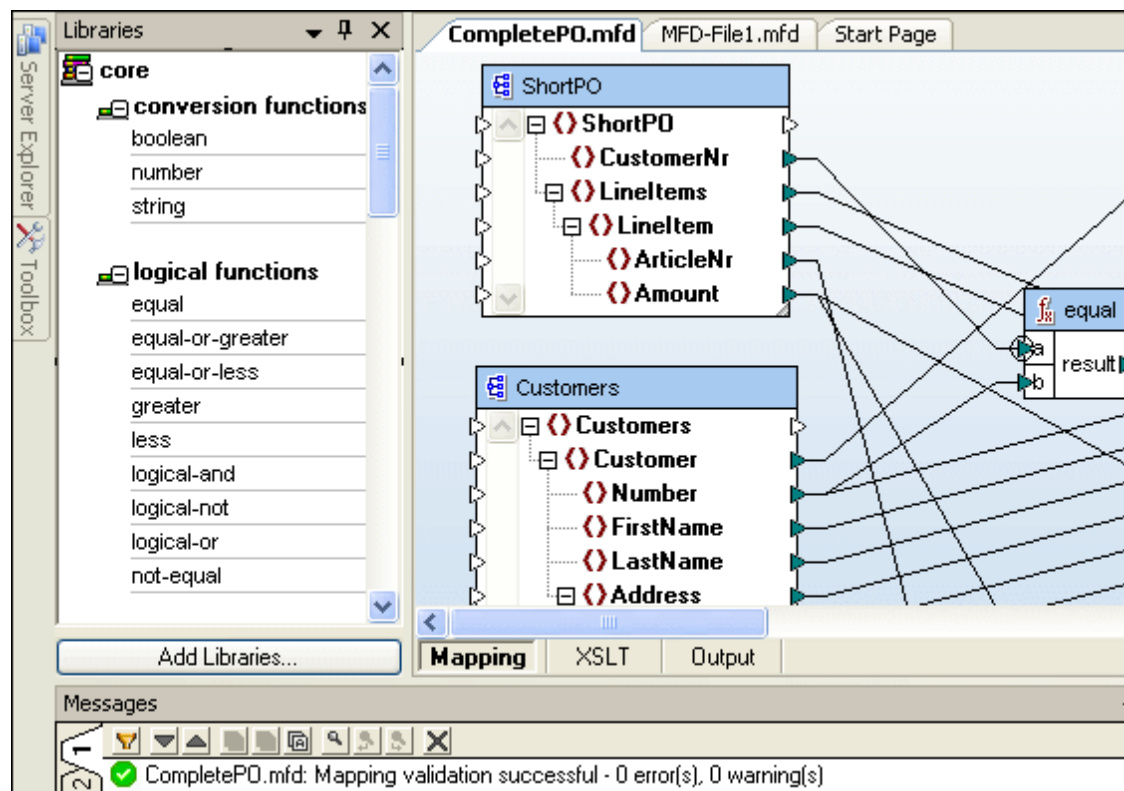 Libraries
CompletePO.mfd MFD-File1.mfd Start Page
Server Explorer
Toolbox
core
conversion functions
boolean
number
string
logical functions
equal
equal-or-greater
equal-or-less
greater
less
logical-and
logical-not
logical-or
not-equal
Add Libraries...
ShortPO
ShortPO
CustomerNr
LineItems
LineItem
ArticleNr
Amount
equal
a
result
b
Customers
Customers
Customer
Number
FirstName
LastName
Address
Mapping XSLT Output
Messages
1
2
CompletePO.mfd: Mapping validation successful - 0 error(s), 0 warning(s)